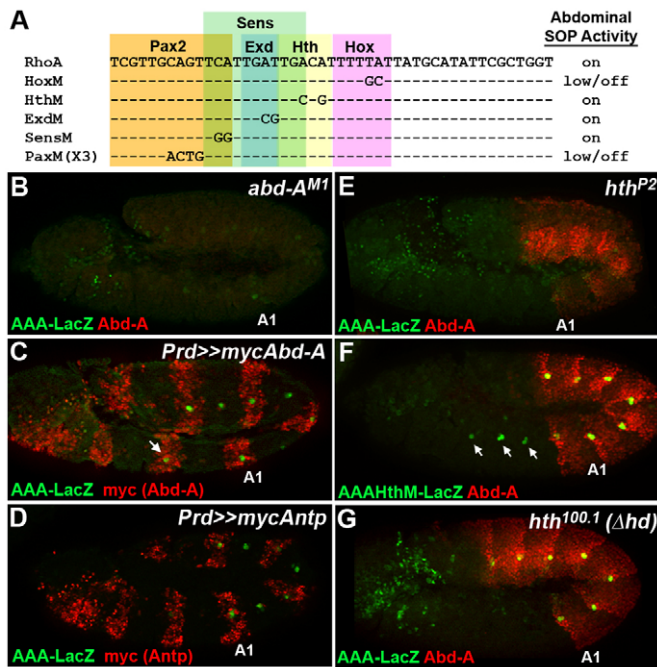 A
Sens
Pax2 Exd Hth Hox
Abdominal
SOP Activity
RhoA TCGTTGCAGTTCATTGATTGACATTTTTATTATGCATATTCGCTGGT on
HoxM ---------------------------GC------------------ low/off
HthM --------------------C-G------------------------ on
ExdM ----------------CG----------------------------- on
SensM -----------GG---------------------------------- on
PaxM(X3) ------ACTG------------------------------------- low/off
B abd-A^M1
AAA-LacZ Abd-A A1
C Prd>>mycAbd-A
AAA-LacZ myc (Abd-A) A1
D Prd>>mycAntp
AAA-LacZ myc (Antp) A1
E hth^P2
AAA-LacZ Abd-A A1
F
AAAHthM-LacZ Abd-A A1
G hth^100.1 (Δhd)
AAA-LacZ Abd-A A1